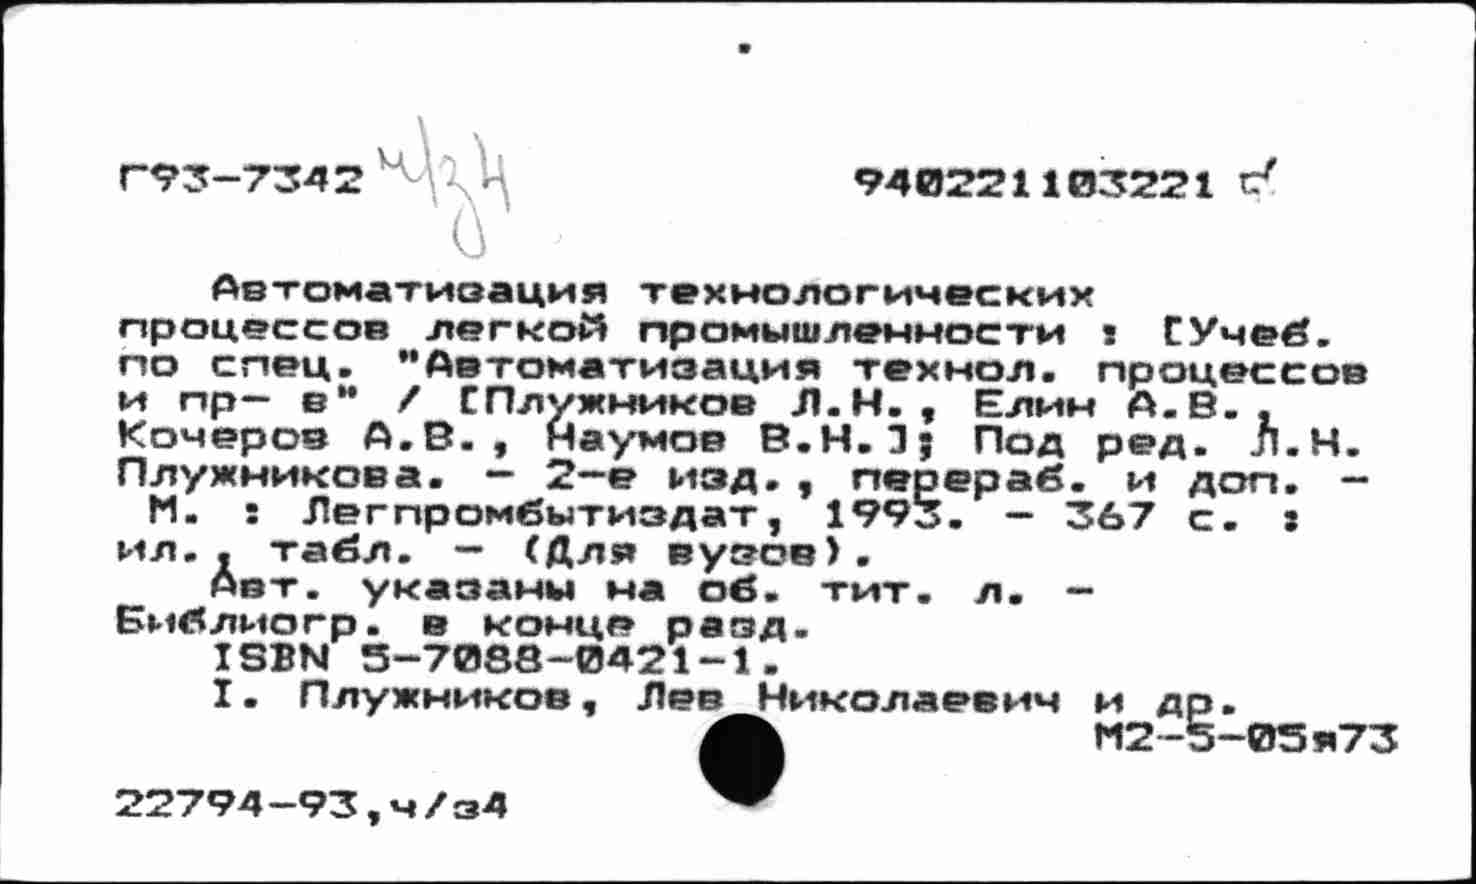 Г93-7342 ч/з4 940221103221
Автоматизация технологических
процессов легкой промышленности : [Учеб.
по спец. "Автоматизация технол. процессов
и пр- в" / [Плужников Л.Н., Елин А.В.,
Кочеров А.В., Наумов В.Н.]; Под ред. Л.Н.
Плужникова. - 2-е изд., перераб. и доп. -
М. : Легпромбытиздат, 1993. - 367 с. :
ил., табл. - (Для вузов).
Авт. указаны на об. тит. л. -
Библиогр. в конце разд.
ISBN 5-7088-0421-1.
I. Плужников, Лев Николаевич и др.
М2-5-05я73
22794-93,ч/з4